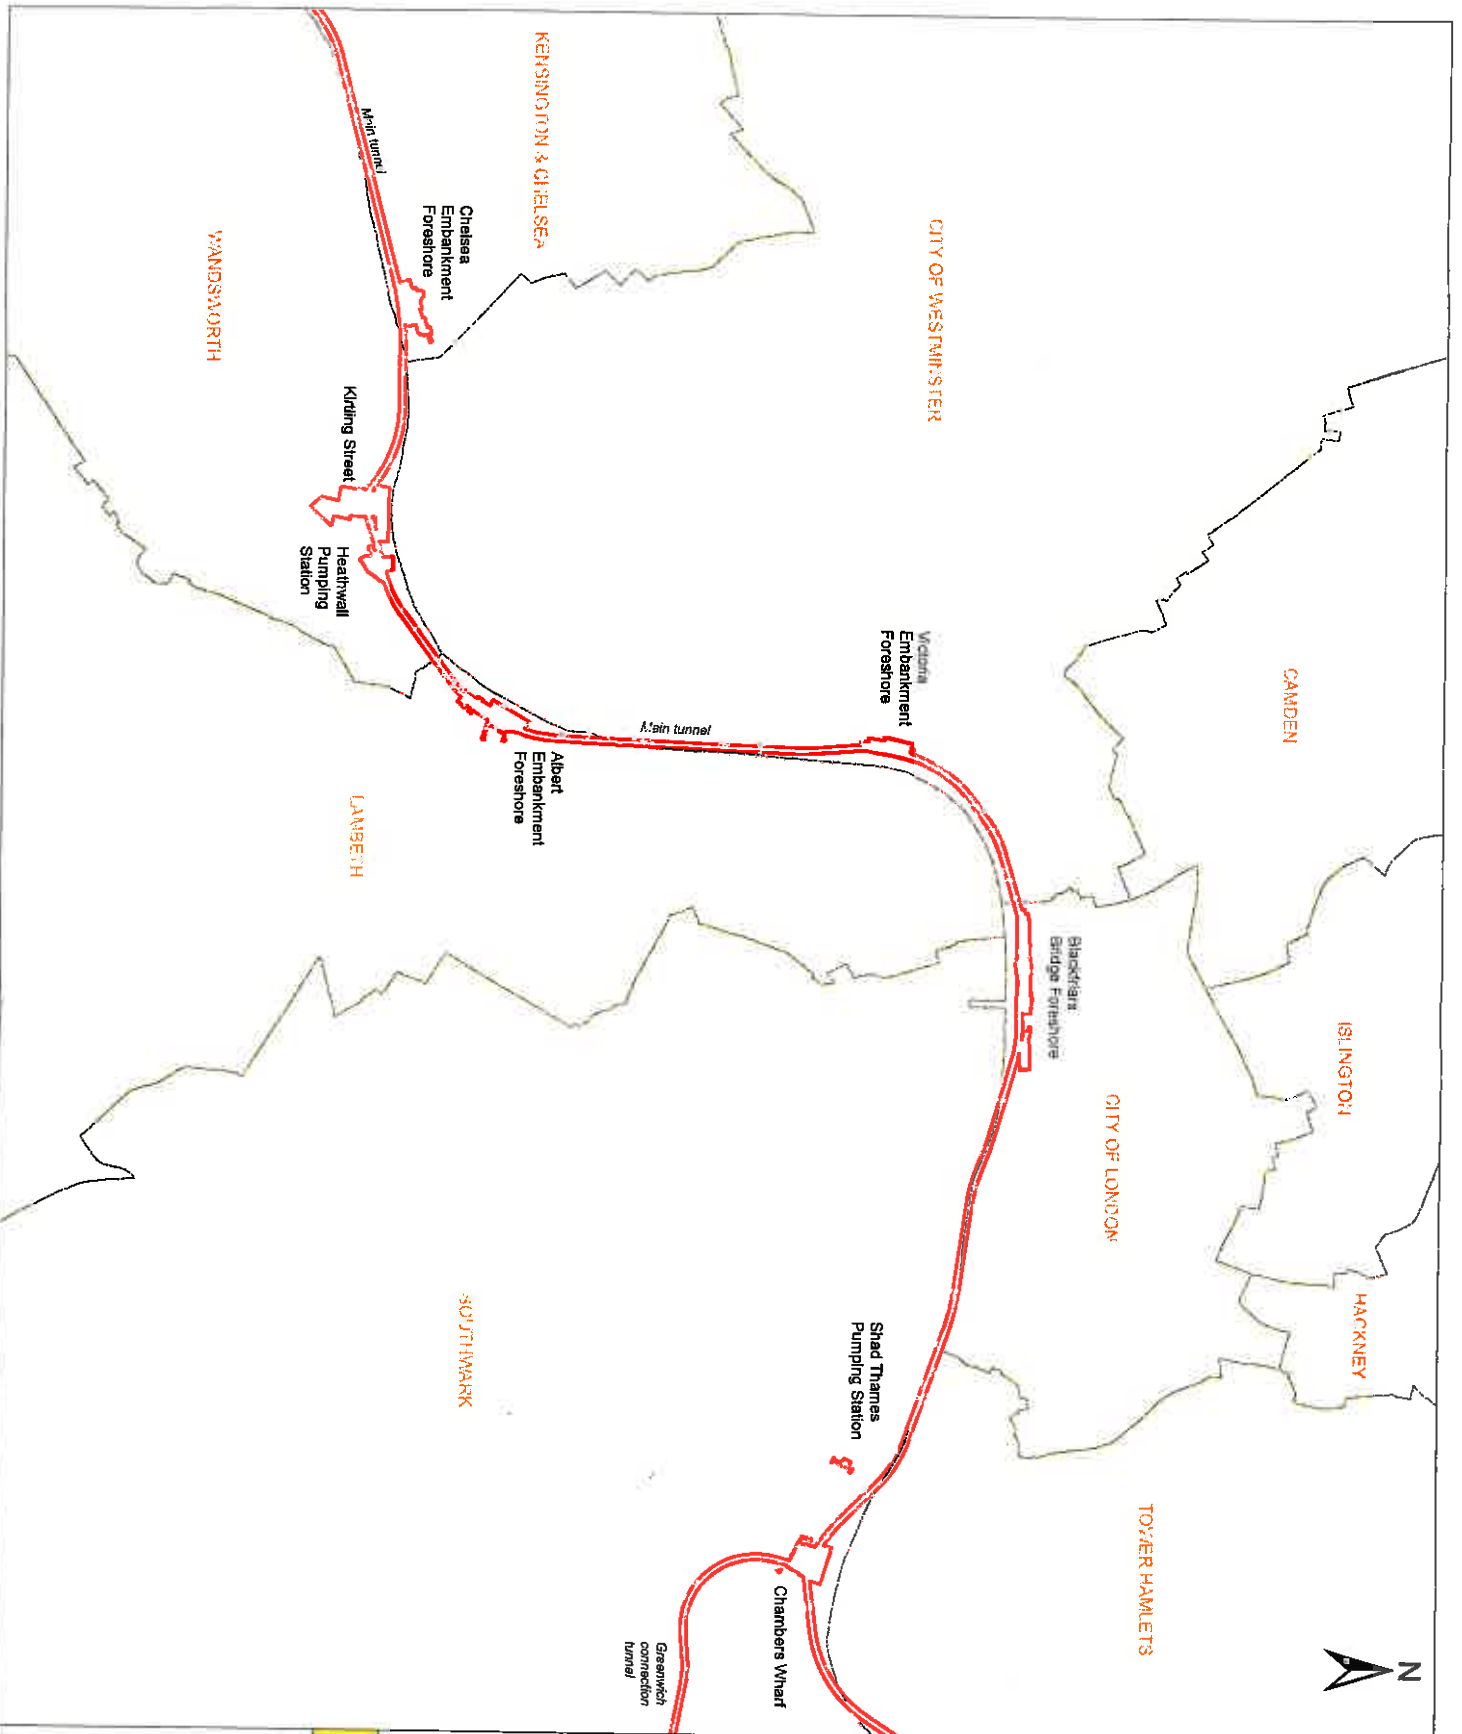 N
CAMDEN
ISLINGTON
HACKNEY
TOWER HAMLETS
CITY OF WESTMINSTER
CITY OF LONDON
Blackfriars
Bridge Foreshore
Victoria
Embankment
Foreshore
Shad Thames
Pumping Station
Chambers Wharf
Main tunnel
Greenwich
connection
tunnel
KENSINGTON & CHELSEA
Albert
Embankment
Foreshore
Chelsea
Embankment
Foreshore
SOUTHWARK
Main tunnel
Kirtling Street
Heathwall
Pumping
Station
LAMBETH
WANDSWORTH